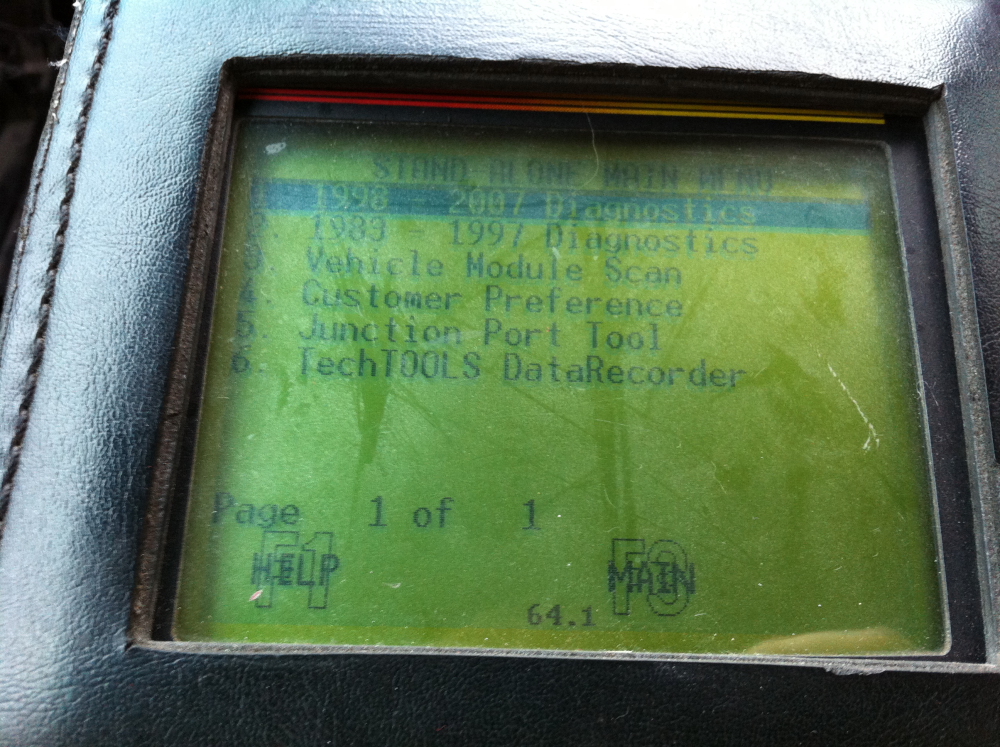 STAND ALONE MAIN MENU
1. 1998 - 2007 Diagnostics
2. 1983 - 1997 Diagnostics
3. Vehicle Module Scan
4. Customer Preference
5. Junction Port Tool
6. TechTOOLS DataRecorder
Page 1 of 1
F1 HELP F3 MAIN
64.1